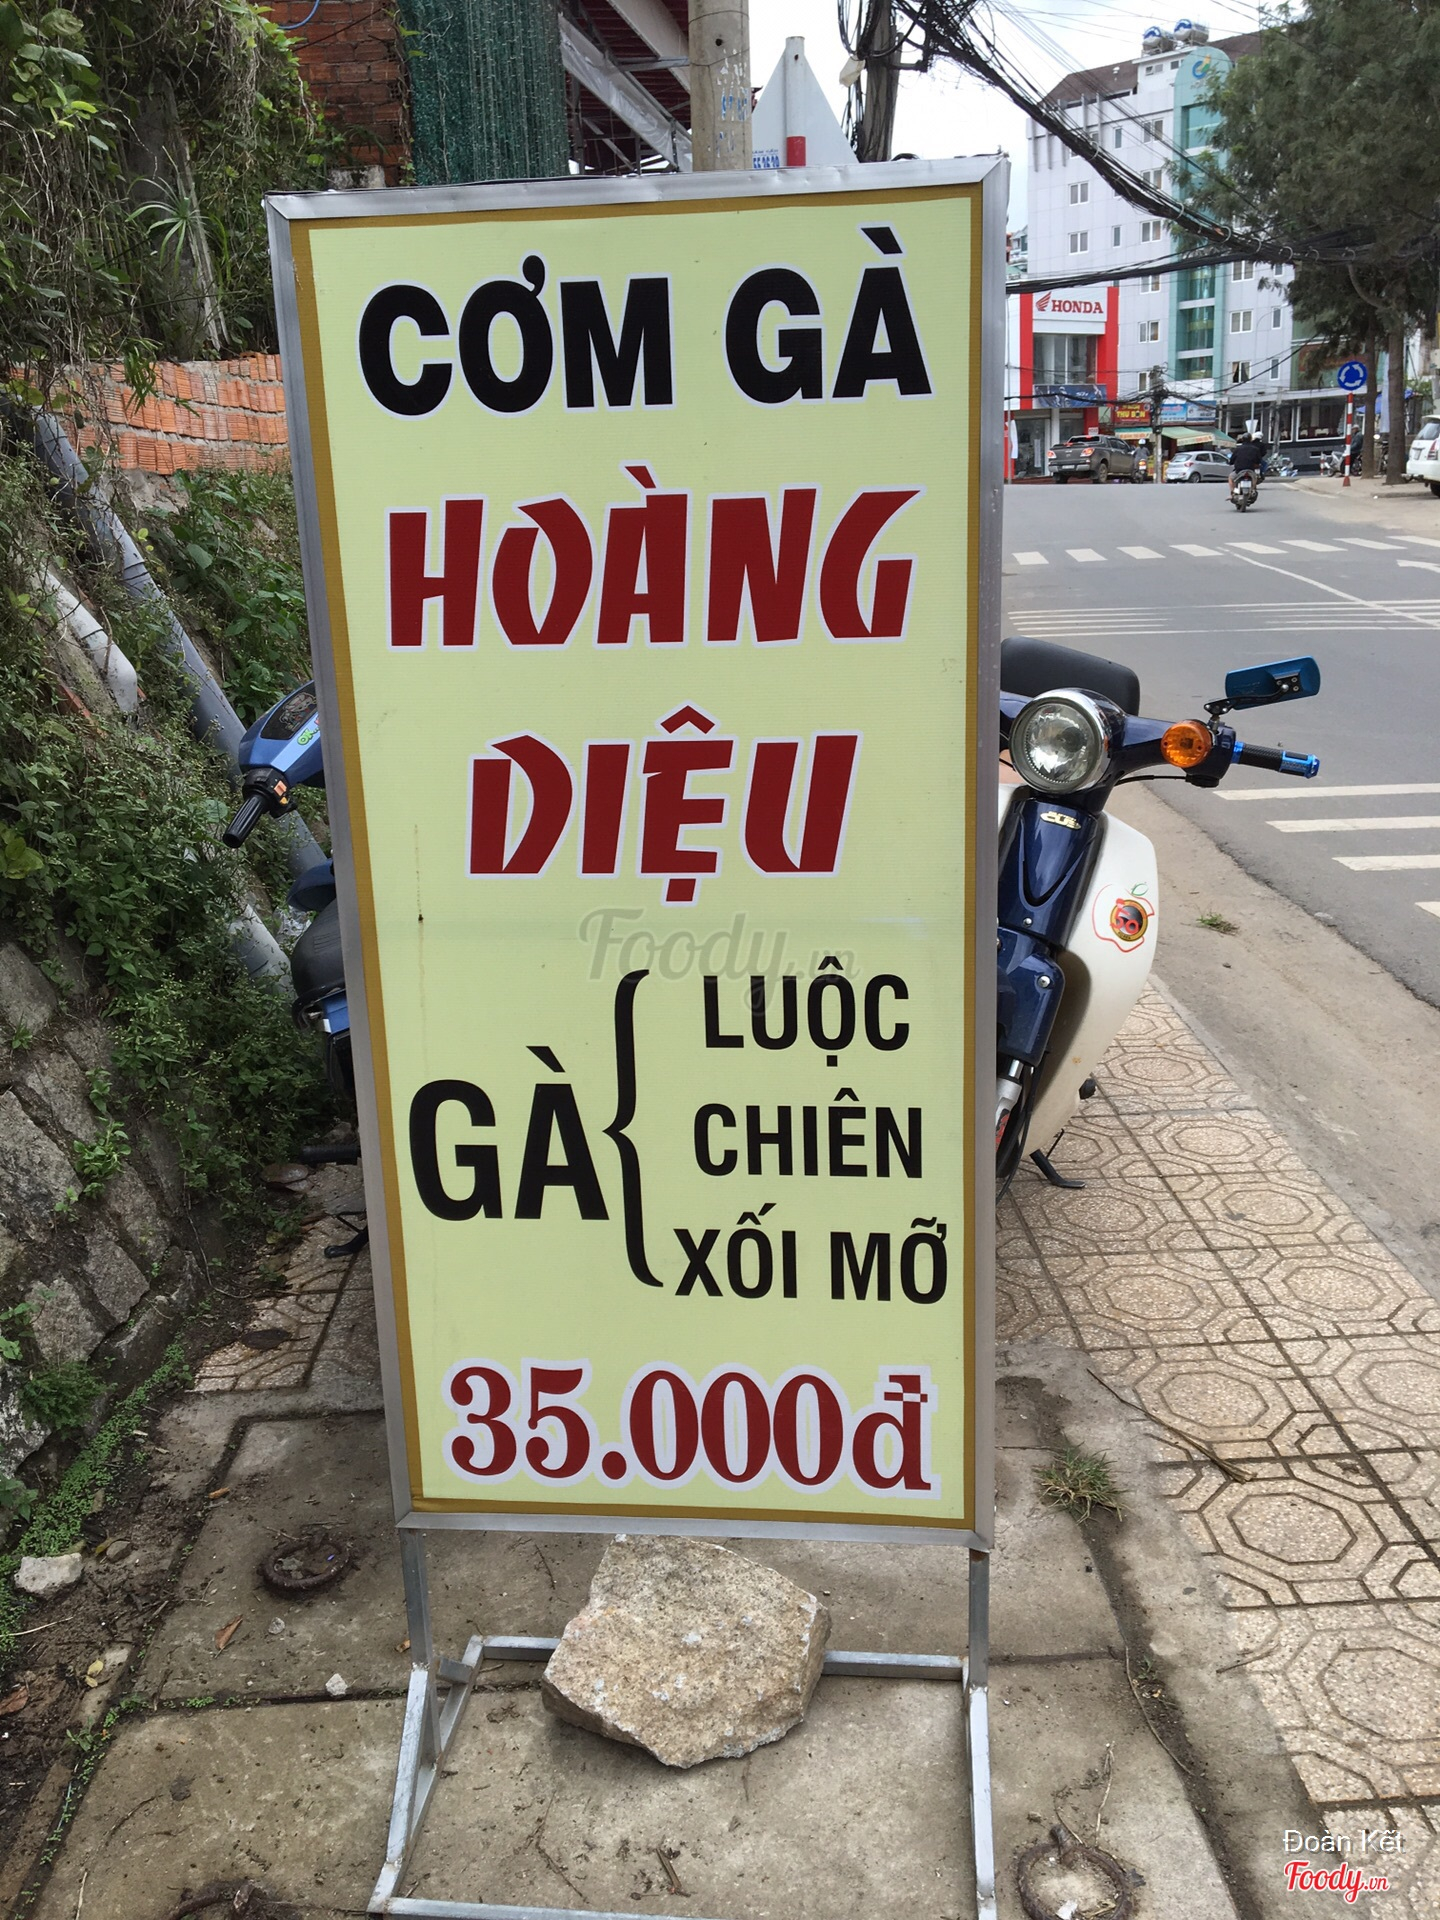 CƠM GÀ
HOÀNG
DIỆU
GÀ
LUỘC
CHIÊN
XỐI MỠ
35.000đ
HONDA
Foody.vn
Đoàn Kết
Foody.vn